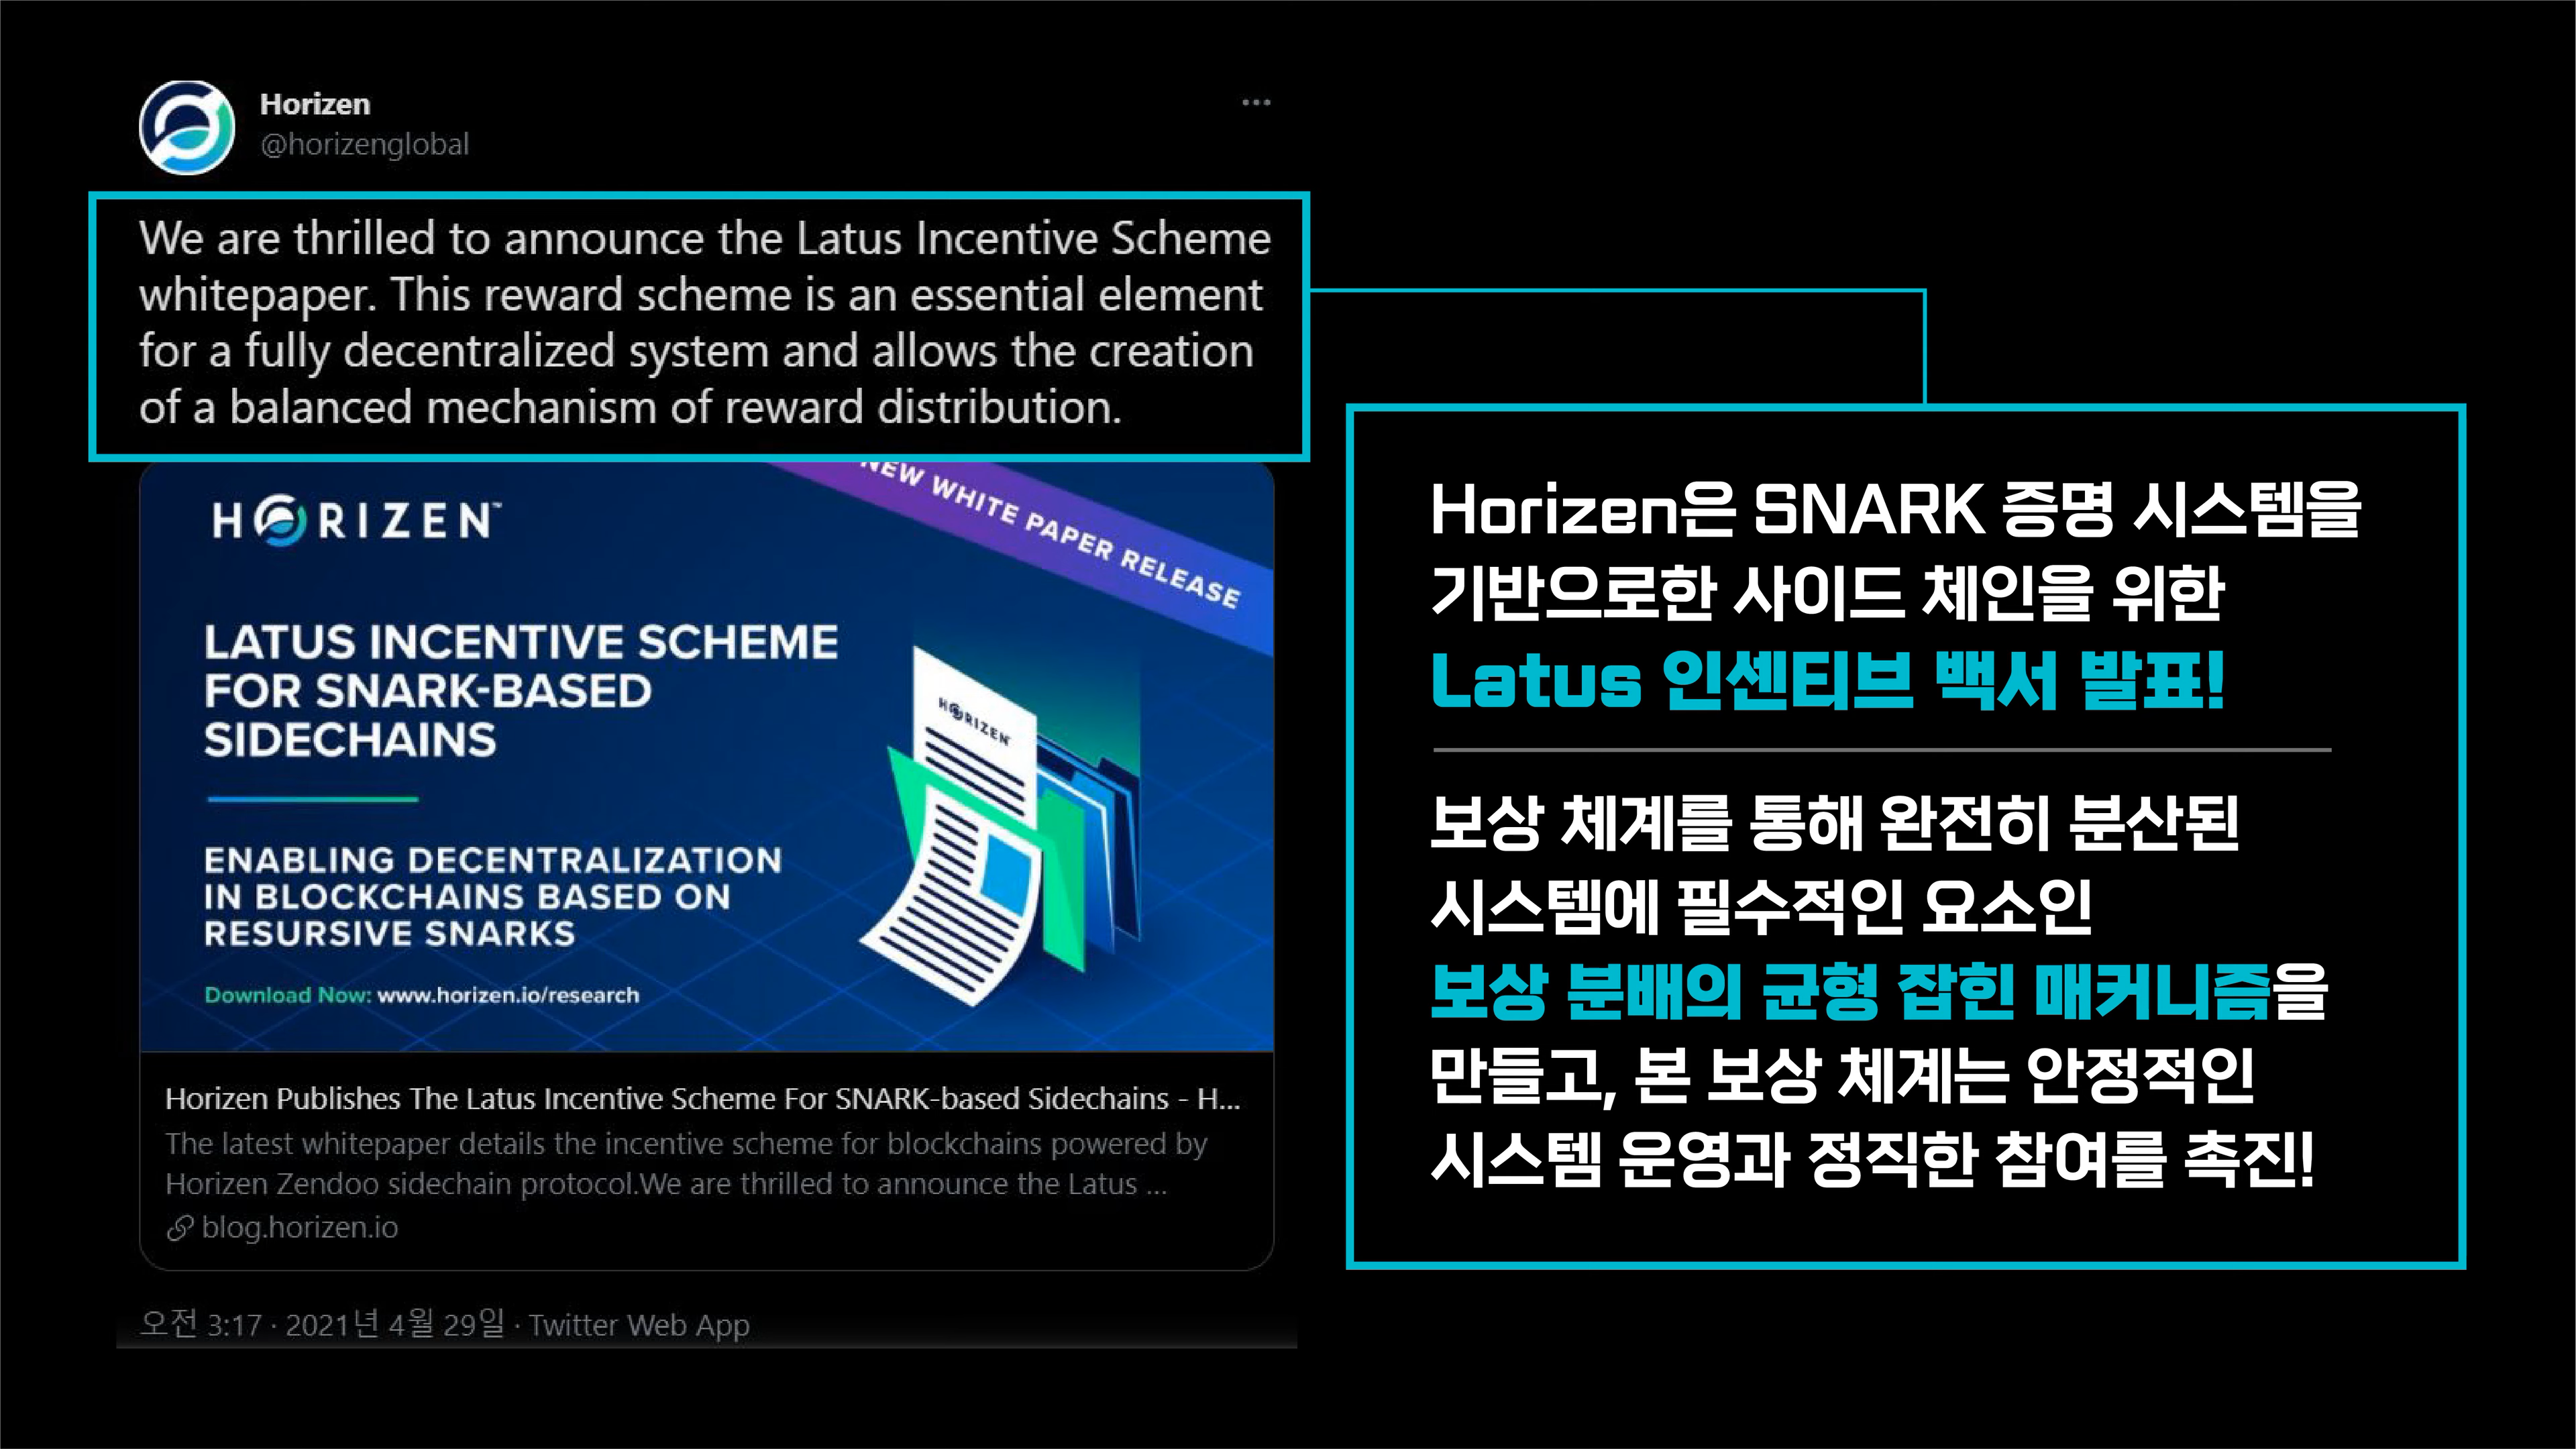 Horizen
@horizenglobal
We are thrilled to announce the Latus Incentive Scheme
whitepaper. This reward scheme is an essential element
for a fully decentralized system and allows the creation
of a balanced mechanism of reward distribution.
NEW WHITE PAPER RELEASE
HORIZEN™
LATUS INCENTIVE SCHEME
FOR SNARK-BASED
SIDECHAINS
HORIZEN
ENABLING DECENTRALIZATION
IN BLOCKCHAINS BASED ON
RESURSIVE SNARKS
Download Now: www.horizen.io/research
Horizen Publishes The Latus Incentive Scheme For SNARK-based Sidechains - H...
The latest whitepaper details the incentive scheme for blockchains powered by
Horizen Zendoo sidechain protocol.We are thrilled to announce the Latus ...
blog.horizen.io
오전 3:17 · 2021년 4월 29일 · Twitter Web App
Horizen은 SNARK 증명 시스템을
기반으로한 사이드 체인을 위한
Latus 인센티브 백서 발표!
보상 체계를 통해 완전히 분산된
시스템에 필수적인 요소인
보상 분배의 균형 잡힌 매커니즘을
만들고, 본 보상 체계는 안정적인
시스템 운영과 정직한 참여를 촉진!